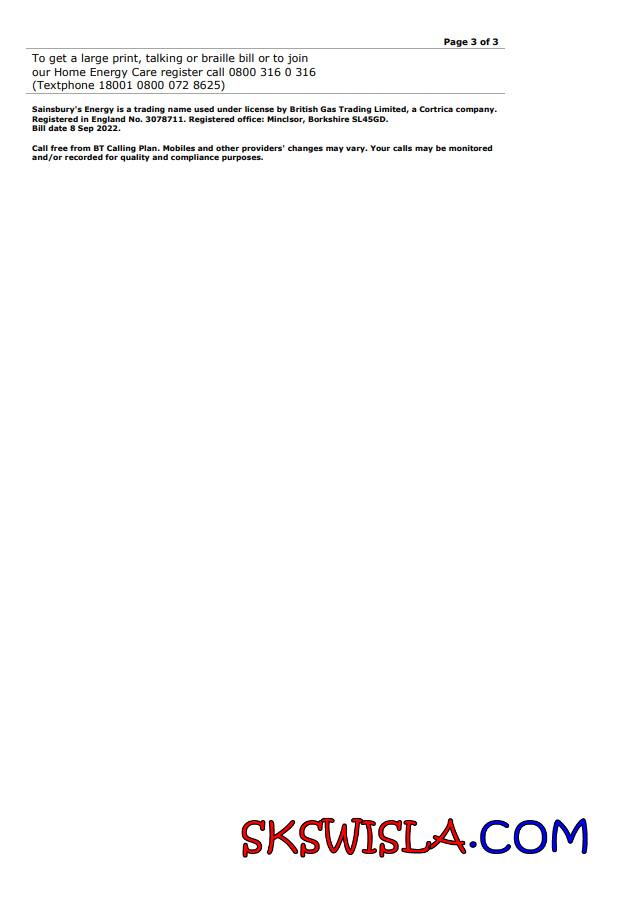 Page 3 of 3
To get a large print, talking or braille bill or to join
our Home Energy Care register call 0800 316 0 316
(Textphone 18001 0800 072 8625)
Sainsbury's Energy is a trading name used under license by British Gas Trading Limited, a Cortrica company.
Registered in England No. 3078711. Registered office: Minclsor, Borkshire SL45GD.
Bill date 8 Sep 2022.
Call free from BT Calling Plan. Mobiles and other providers' changes may vary. Your calls may be monitored
and/or recorded for quality and compliance purposes.
SKSWISLA.COM